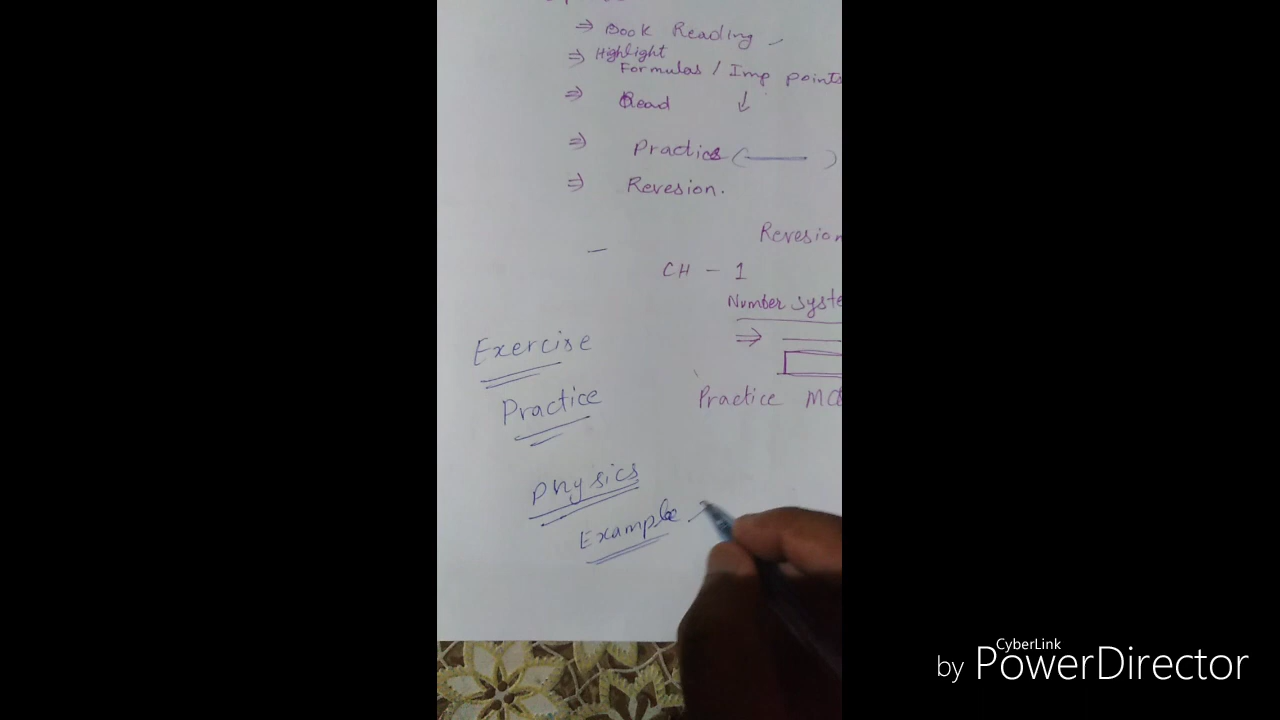 ⇒ Book Reading
⇒ Highlight
Formulas / Imp points
⇒ Read ↓
⇒ Practice ( — )
⇒ Revesion.
Revesion
CH - 1
Number syste
⇒
Exercise
Practice MC
Practice
Physics
Example
CyberLink
by PowerDirector